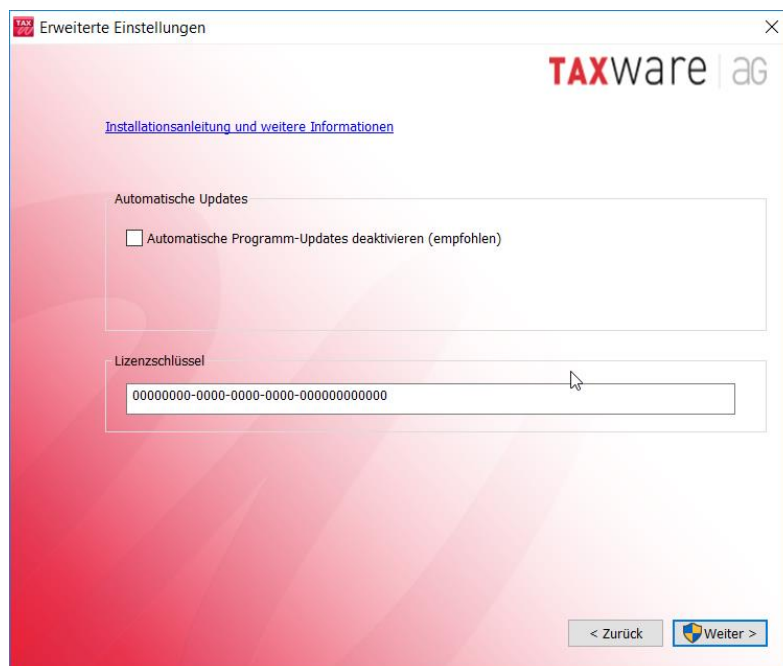 Erweiterte Einstellungen
TAXware | aG
Installationsanleitung und weitere Informationen
Automatische Updates
Automatische Programm-Updates deaktivieren (empfohlen)
Lizenzschlüssel
00000000-0000-0000-0000-000000000000
< Zurück
Weiter >